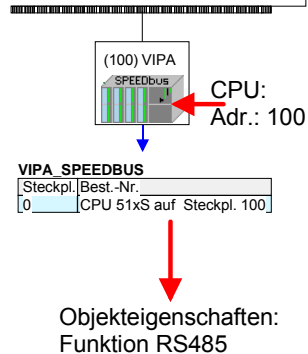 (100) VIPA
SPEEDbus
CPU:
Adr.: 100
VIPA_SPEEDBUS
Steckpl. Best.-Nr.
0 CPU 51xS auf Steckpl. 100
Objekteigenschaften:
Funktion RS485